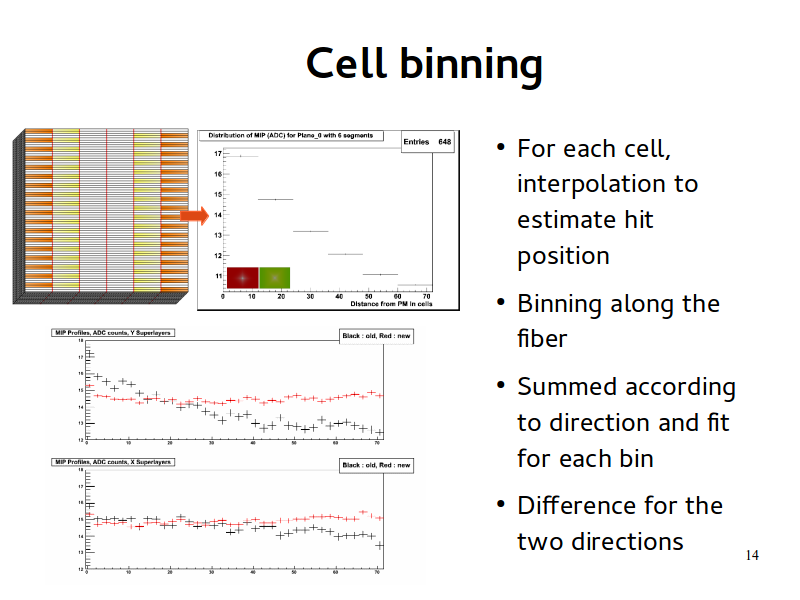 Cell binning
Distribution of MIP (ADC) for Plane_0 with 6 segments
Entries 648
17
16
15
14
13
12
11
0 10 20 30 40 50 60 70
Distance from PM in cells
MIP Profiles, ADC counts, Y Superlayers
Black : old, Red : new
18
17
16
15
14
13
12
0 10 20 30 40 50 60 70
MIP Profiles, ADC counts, X Superlayers
Black : old, Red : new
18
17
16
15
14
13
12
0 10 20 30 40 50 60 70
• For each cell,
interpolation to
estimate hit
position
• Binning along the
fiber
• Summed according
to direction and fit
for each bin
• Difference for the
two directions
14